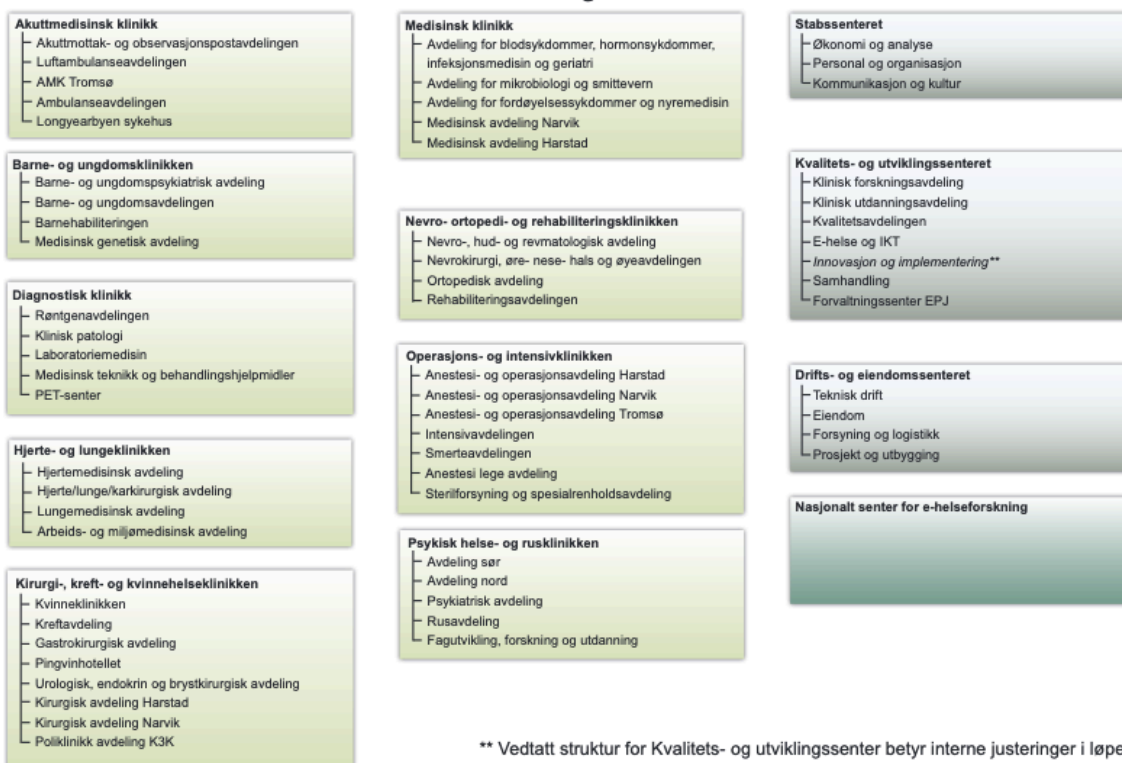 Akuttmedisinsk klinikk
Akuttmottak- og observasjonspostavdelingen
Luftambulanseavdelingen
AMK Tromsø
Ambulanseavdelingen
Longyearbyen sykehus
Barne- og ungdomsklinikken
Barne- og ungdomspsykiatrisk avdeling
Barne- og ungdomsavdelingen
Barnehabiliteringen
Medisinsk genetisk avdeling
Diagnostisk klinikk
Røntgenavdelingen
Klinisk patologi
Laboratoriemedisin
Medisinsk teknikk og behandlingshjelpmidler
PET-senter
Hjerte- og lungeklinikken
Hjertemedisinsk avdeling
Hjerte/lunge/karkirurgisk avdeling
Lungemedisinsk avdeling
Arbeids- og miljømedisinsk avdeling
Kirurgi-, kreft- og kvinnehelseklinikken
Kvinneklinikken
Kreftavdeling
Gastrokirurgisk avdeling
Pingvinhotellet
Urologisk, endokrin og brystkirurgisk avdeling
Kirurgisk avdeling Harstad
Kirurgisk avdeling Narvik
Poliklinikk avdeling K3K
Medisinsk klinikk
Avdeling for blodsykdommer, hormonsykdommer,
infeksjonsmedisin og geriatri
Avdeling for mikrobiologi og smittevern
Avdeling for fordøyelsessykdommer og nyremedisin
Medisinsk avdeling Narvik
Medisinsk avdeling Harstad
Nevro- ortopedi- og rehabiliteringsklinikken
Nevro-, hud- og revmatologisk avdeling
Nevrokirurgi, øre- nese- hals og øyeavdelingen
Ortopedisk avdeling
Rehabiliteringsavdelingen
Operasjons- og intensivklinikken
Anestesi- og operasjonsavdeling Harstad
Anestesi- og operasjonsavdeling Narvik
Anestesi- og operasjonsavdeling Tromsø
Intensivavdelingen
Smerteavdelingen
Anestesi lege avdeling
Sterilforsyning og spesialrenholdsavdeling
Psykisk helse- og rusklinikken
Avdeling sør
Avdeling nord
Psykiatrisk avdeling
Rusavdeling
Fagutvikling, forskning og utdanning
Stabssenteret
Økonomi og analyse
Personal og organisasjon
Kommunikasjon og kultur
Kvalitets- og utviklingssenteret
Klinisk forskningsavdeling
Klinisk utdanningsavdeling
Kvalitetsavdelingen
E-helse og IKT
Innovasjon og implementering**
Samhandling
Forvaltningssenter EPJ
Drifts- og eiendomssenteret
Teknisk drift
Eiendom
Forsyning og logistikk
Prosjekt og utbygging
Nasjonalt senter for e-helseforskning
** Vedtatt struktur for Kvalitets- og utviklingssenter betyr interne justeringer i løpe